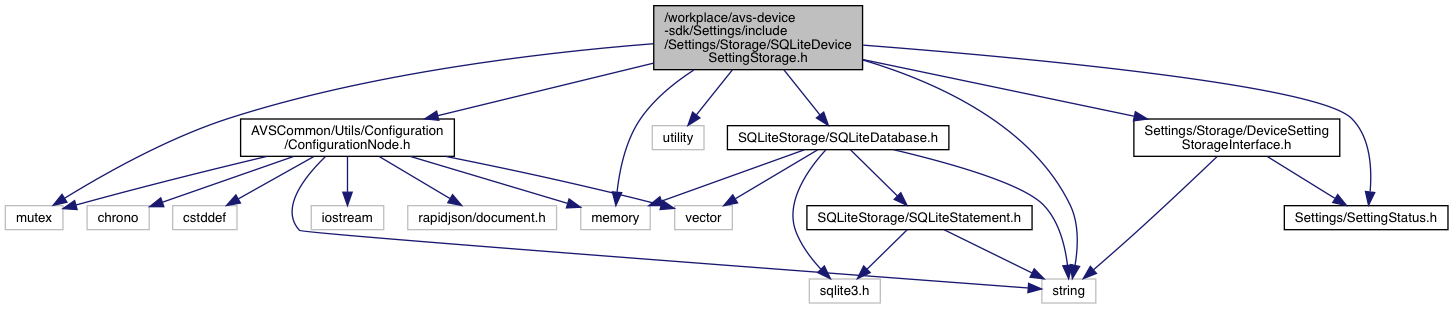 /workplace/avs-device
-sdk/Settings/include
/Settings/Storage/SQLiteDevice
SettingStorage.h
AVSCommon/Utils/Configuration
/ConfigurationNode.h
utility
SQLiteStorage/SQLiteDatabase.h
Settings/Storage/DeviceSetting
StorageInterface.h
mutex
chrono
cstddef
iostream
rapidjson/document.h
memory
vector
SQLiteStorage/SQLiteStatement.h
Settings/SettingStatus.h
sqlite3.h
string